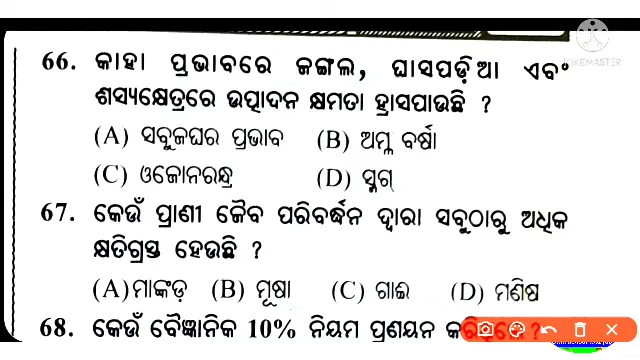 66. କାହା ପ୍ରଭାବରେ ଜଙ୍ଗଲ, ଘାସପଡ଼ିଆ ଏବଂ
ଶସ୍ୟକ୍ଷେତ୍ରରେ ଉତ୍ପାଦନ କ୍ଷମତା ହ୍ରାସପାଉଛି ?
(A) ସବୁଜଘର ପ୍ରଭାବ (B) ଅମ୍ଳ ବର୍ଷା
(C) ଓଜୋନରନ୍ଧ୍ର (D) ସ୍ମଗ୍
67. କେଉଁ ପ୍ରାଣୀ ଜୈବ ପରିବର୍ଦ୍ଧନ ଦ୍ୱାରା ସବୁଠାରୁ ଅଧିକ
କ୍ଷତିଗ୍ରସ୍ତ ହେଉଛି ?
(A) ମାଙ୍କଡ଼ (B) ମୂଷା (C) ଗାଈ (D) ମଣିଷ
68. କେଉଁ ବୈଜ୍ଞାନିକ 10% ନିୟମ ପ୍ରଣୟନ ?
KINEMASTER